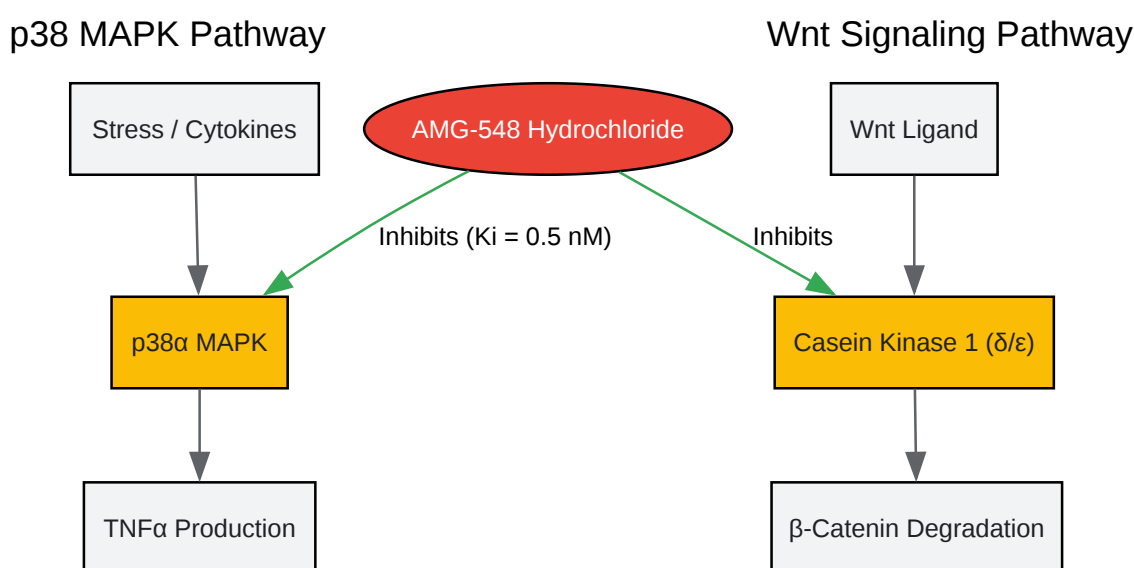 p38 MAPK Pathway
Wnt Signaling Pathway
Stress / Cytokines
AMG-548 Hydrochloride
Wnt Ligand
Inhibits (Ki = 0.5 nM)
Inhibits
p38α MAPK
Casein Kinase 1 (δ/ε)
TNFα Production
β-Catenin Degradation